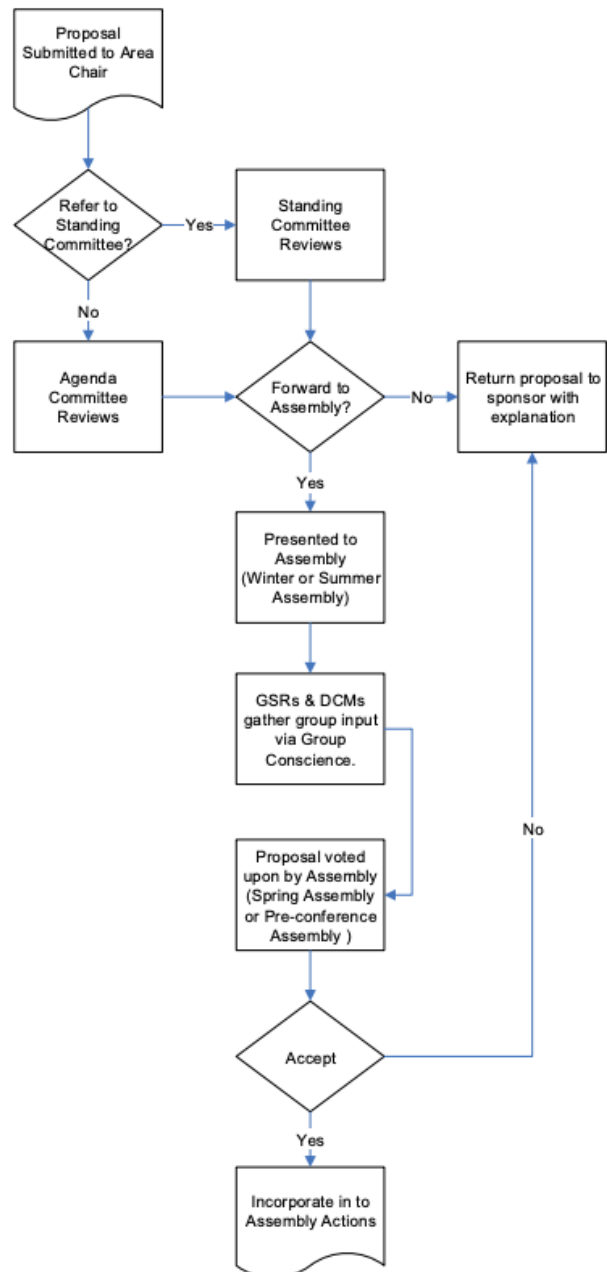 Proposal
Submitted to Area
Chair
Refer to
Standing
Committee?
Yes
Standing
Committee
Reviews
No
Agenda
Committee
Reviews
Forward to
Assembly?
No
Return proposal to
sponsor with
explanation
Yes
Presented to
Assembly
(Winter or Summer
Assembly)
GSRs & DCMs
gather group input
via Group
Conscience.
No
Proposal voted
upon by Assembly
(Spring Assembly
or Pre-conference
Assembly )
Accept
Yes
Incorporate in to
Assembly Actions